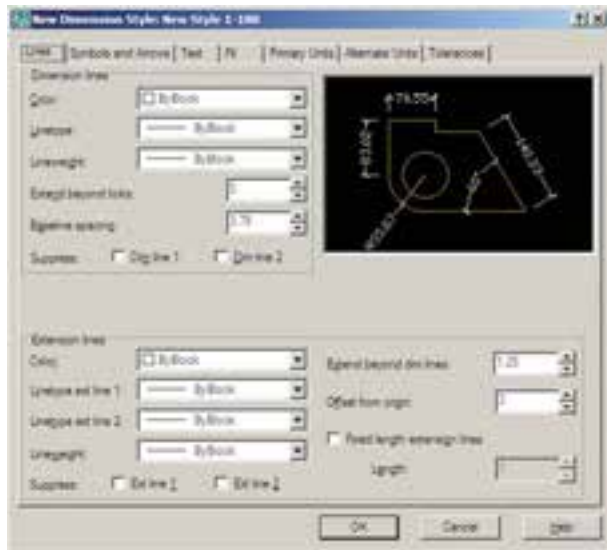 New Dimension Style: New Style 1-100
Lines Symbols and Arrows Text Fit Primary Units Alternate Units Tolerances
Dimension lines
Color: ByBlock
Linetype: ByBlock
Lineweight: ByBlock
Extend beyond ticks:
Baseline spacing: 3.75
Suppress: Dim line 1 Dim line 2
Extension lines
Color: ByBlock
Linetype ext line 1: ByBlock
Linetype ext line 2: ByBlock
Lineweight: ByBlock
Suppress: Ext line 1 Ext line 2
Extend beyond dim lines: 1.25
Offset from origin:
Fixed length extension lines
Length:
OK Cancel Help